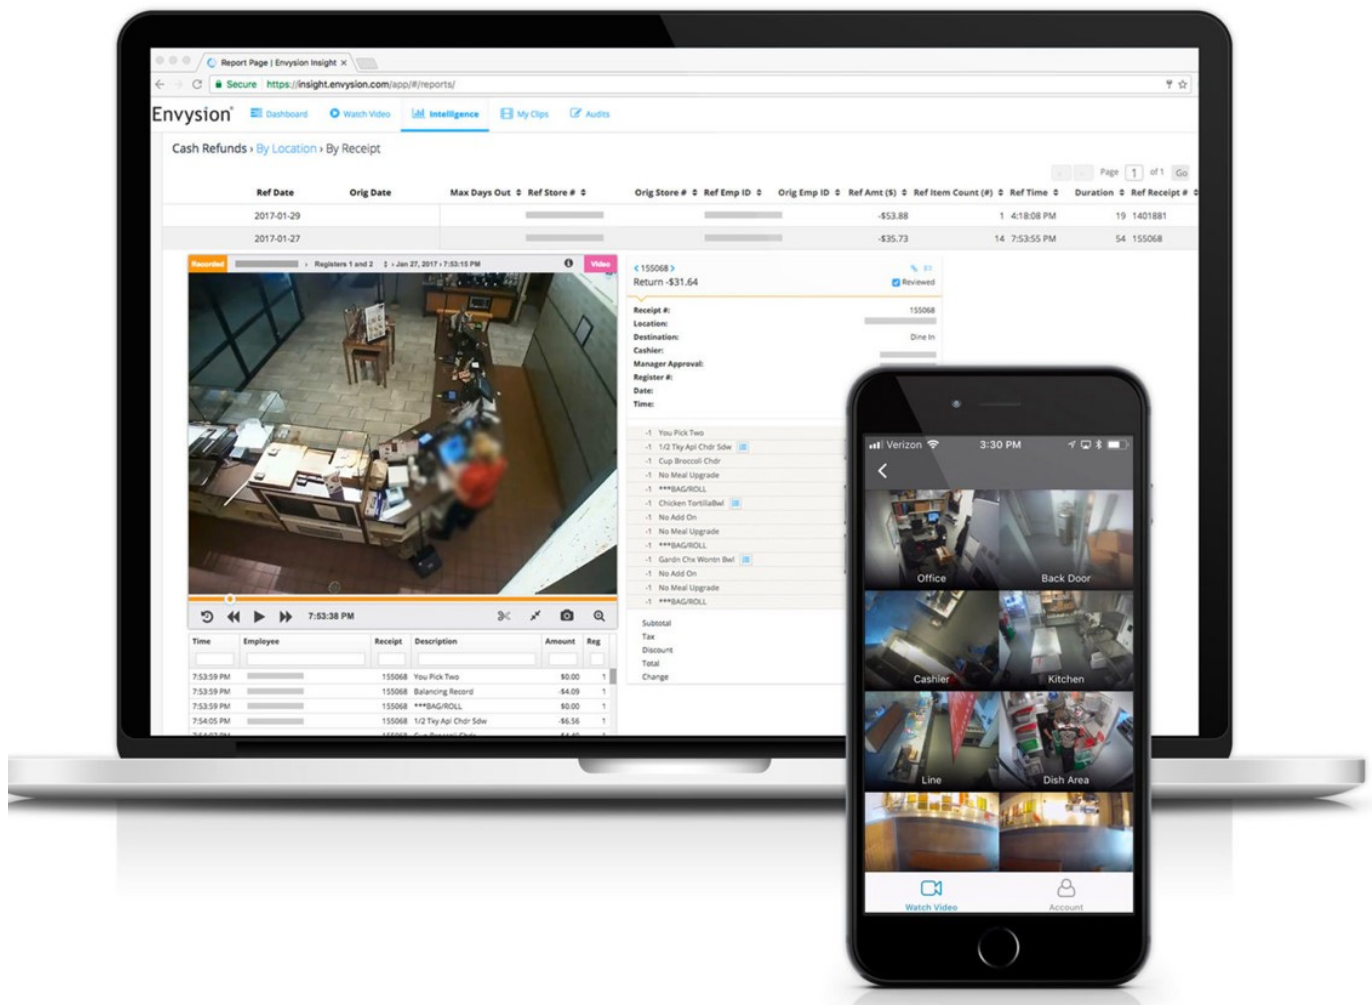 Report Page | Envysion Insight ×
Secure https://insight.envysion.com/app/#/reports/
Envysion® Dashboard Watch Video Intelligence My Clips Audits
Cash Refunds › By Location › By Receipt
Page 1 of 1 Go
Ref Date Orig Date Max Days Out Ref Store # Orig Store # Ref Emp ID Orig Emp ID Ref Amt ($) Ref Item Count (#) Ref Time Duration Ref Receipt #
2017-01-29 -$53.88 1 4:18:08 PM 19 1401881
2017-01-27 -$35.73 14 7:53:55 PM 54 155068
Recorded › Registers 1 and 2 › Jan 27, 2017 › 7:53:15 PM Video
7:53:38 PM
Time Employee Receipt Description Amount Reg
7:53:59 PM 155068 You Pick Two $0.00 1
7:53:59 PM 155068 Balancing Record -$4.09 1
7:53:59 PM 155068 ***BAG/ROLL $0.00 1
7:54:05 PM 155068 1/2 Tky Apl Chdr Sdw -$6.56 1
‹ 155068 ›
Return -$31.64 Reviewed
Receipt #: 155068
Location:
Destination: Dine In
Cashier:
Manager Approval:
Register #:
Date:
Time:
-1 You Pick Two
-1 1/2 Tky Apl Chdr Sdw
-1 Cup Broccoli Chdr
-1 No Meal Upgrade
-1 ***BAG/ROLL
-1 Chicken TortillaBwl
-1 No Add On
-1 No Meal Upgrade
-1 ***BAG/ROLL
-1 Gardn Chx Wontn Bwl
-1 No Add On
-1 No Meal Upgrade
-1 ***BAG/ROLL
Subtotal
Tax
Discount
Total
Change
Verizon 3:30 PM
Office Back Door
Cashier Kitchen
Line Dish Area
Watch Video Account